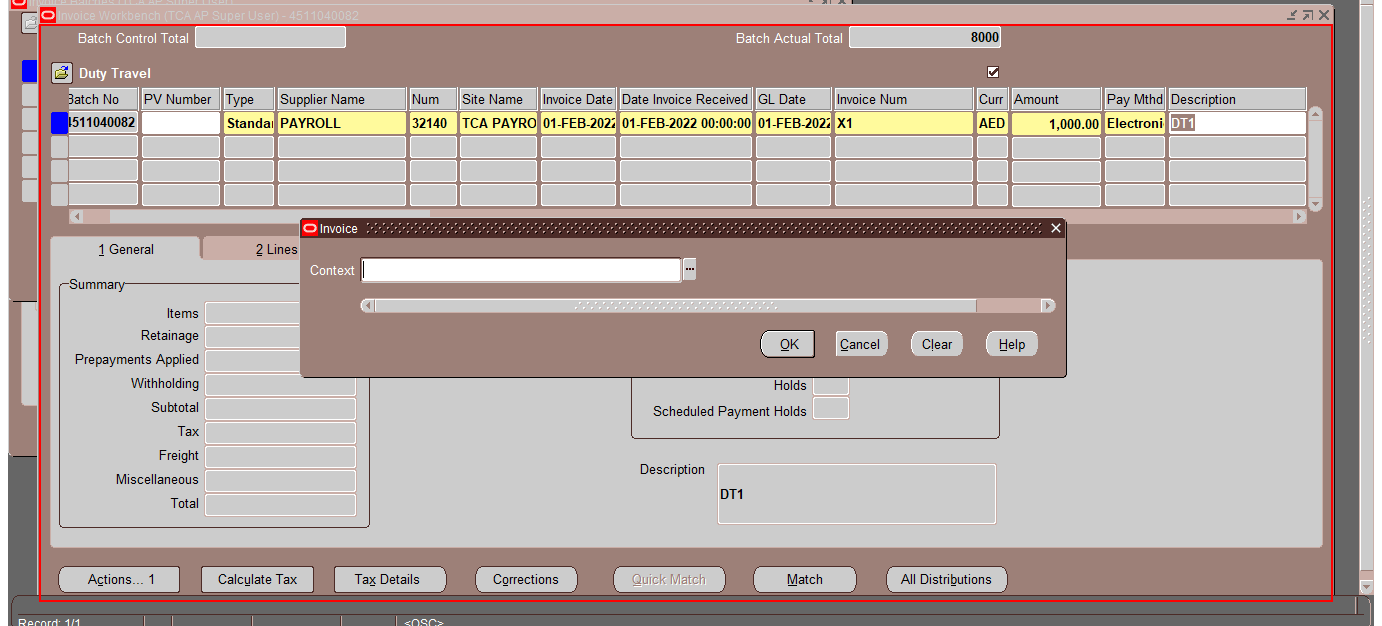 Invoice Workbench (TCA AP Super User) - 4511040082
Batch Control Total
Batch Actual Total 8000
Duty Travel
Batch No PV Number Type Supplier Name Num Site Name Invoice Date Date Invoice Received GL Date Invoice Num Curr Amount Pay Mthd Description
4511040082 Standar PAYROLL 32140 TCA PAYRO 01-FEB-2022 01-FEB-2022 00:00:00 01-FEB-2022 X1 AED 1,000.00 Electroni DT1
Invoice
1 General
2 Lines
Context
...
Summary
Items
Retainage
Prepayments Applied
Withholding
Subtotal
Tax
Freight
Miscellaneous
Total
OK Cancel Clear Help
Holds
Scheduled Payment Holds
Description
DT1
Actions... 1 Calculate Tax Tax Details Corrections Quick Match Match All Distributions
Record: 1/1 <OSC>